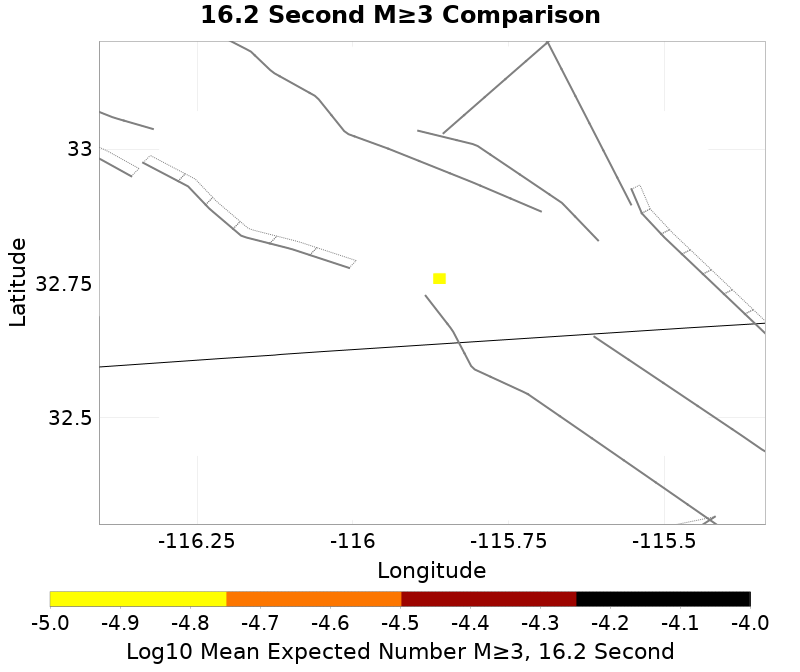 16.2 Second M≥3 Comparison
33
32.75
32.5
Latitude
-116.25 -116 -115.75 -115.5
Longitude
-5.0 -4.9 -4.8 -4.7 -4.6 -4.5 -4.4 -4.3 -4.2 -4.1 -4.0
Log10 Mean Expected Number M≥3, 16.2 Second